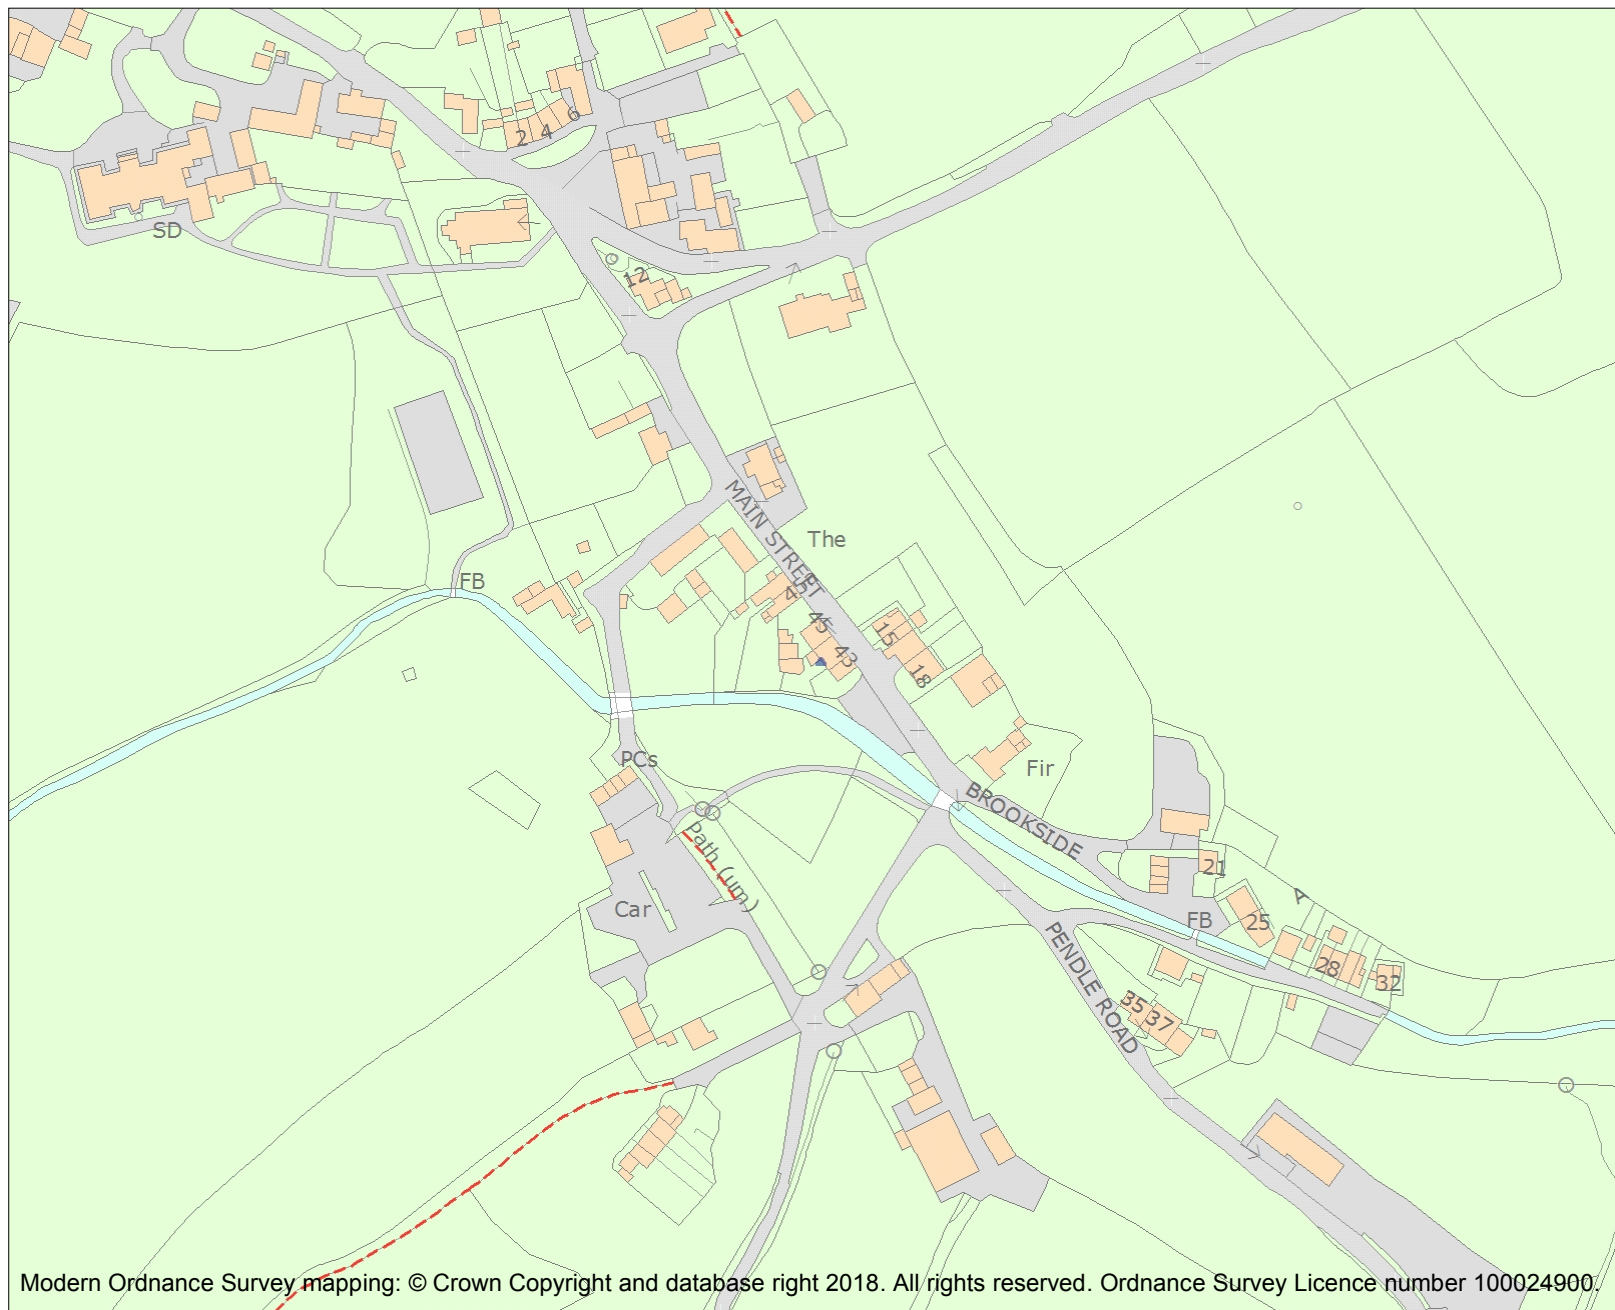 2 4 6
SD
12
MAIN STREET
The
FB
45
43
15
18
PCs
Fir
BROOKSIDE
Path (um)
21
A
Car
FB
25
28
32
PENDLE ROAD
35 37
Modern Ordnance Survey mapping: © Crown Copyright and database right 2018. All rights reserved. Ordnance Survey Licence number 100024900.